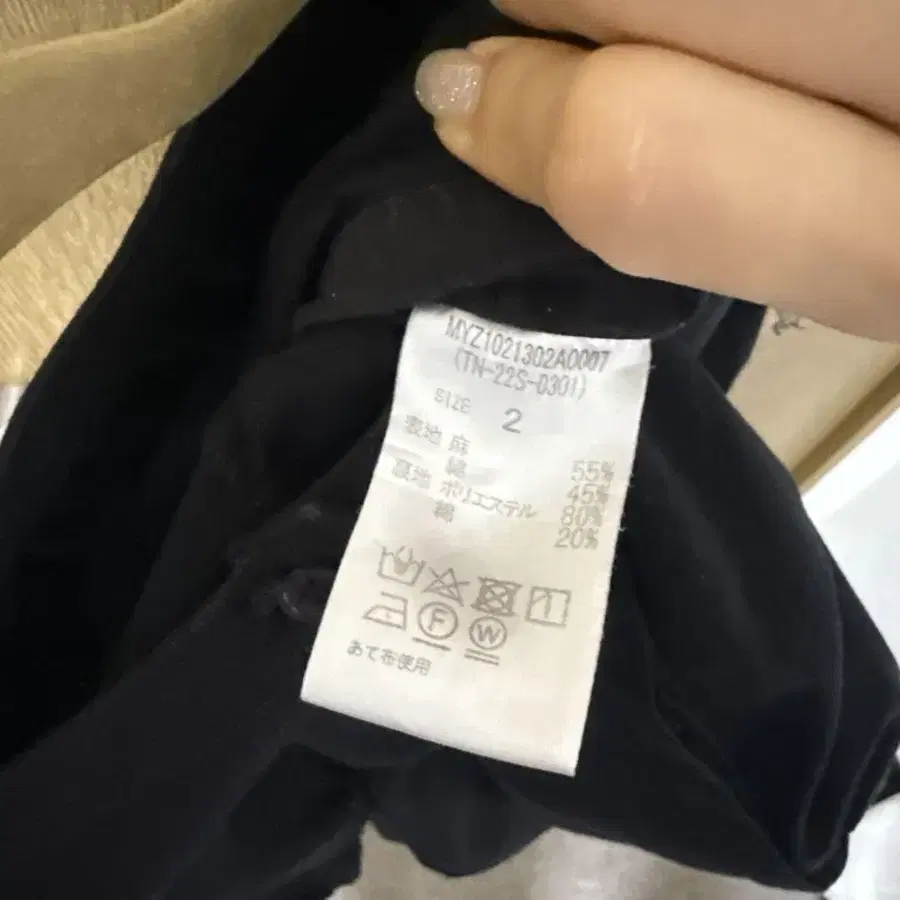 MYZ1021302A0007
(TN-22S-0301)
SIZE 2
表地 麻 55%
綿 45%
裏地 ポリエステル 80%
綿 20%
F W
あて布使用